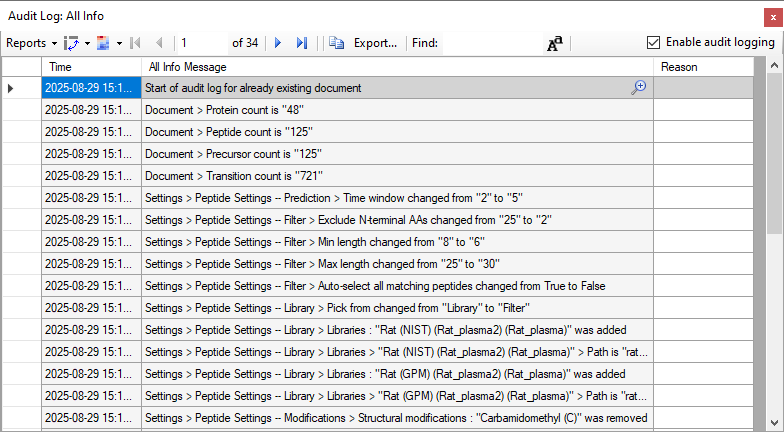 Audit Log: All Info
Reports 1 of 34 Export... Find: Enable audit logging
Time All Info Message Reason
2025-08-29 15:1... Start of audit log for already existing document
2025-08-29 15:1... Document > Protein count is "48"
2025-08-29 15:1... Document > Peptide count is "125"
2025-08-29 15:1... Document > Precursor count is "125"
2025-08-29 15:1... Document > Transition count is "721"
2025-08-29 15:1... Settings > Peptide Settings -- Prediction > Time window changed from "2" to "5"
2025-08-29 15:1... Settings > Peptide Settings -- Filter > Exclude N-terminal AAs changed from "25" to "2"
2025-08-29 15:1... Settings > Peptide Settings -- Filter > Min length changed from "8" to "6"
2025-08-29 15:1... Settings > Peptide Settings -- Filter > Max length changed from "25" to "30"
2025-08-29 15:1... Settings > Peptide Settings -- Filter > Auto-select all matching peptides changed from True to False
2025-08-29 15:1... Settings > Peptide Settings -- Library > Pick from changed from "Library" to "Filter"
2025-08-29 15:1... Settings > Peptide Settings -- Library > Libraries : "Rat (NIST) (Rat_plasma2) (Rat_plasma)" was added
2025-08-29 15:1... Settings > Peptide Settings -- Library > Libraries > "Rat (NIST) (Rat_plasma2) (Rat_plasma)" > Path is "rat...
2025-08-29 15:1... Settings > Peptide Settings -- Library > Libraries : "Rat (GPM) (Rat_plasma2) (Rat_plasma)" was added
2025-08-29 15:1... Settings > Peptide Settings -- Library > Libraries > "Rat (GPM) (Rat_plasma2) (Rat_plasma)" > Path is "rat...
2025-08-29 15:1... Settings > Peptide Settings -- Modifications > Structural modifications : "Carbamidomethyl (C)" was removed